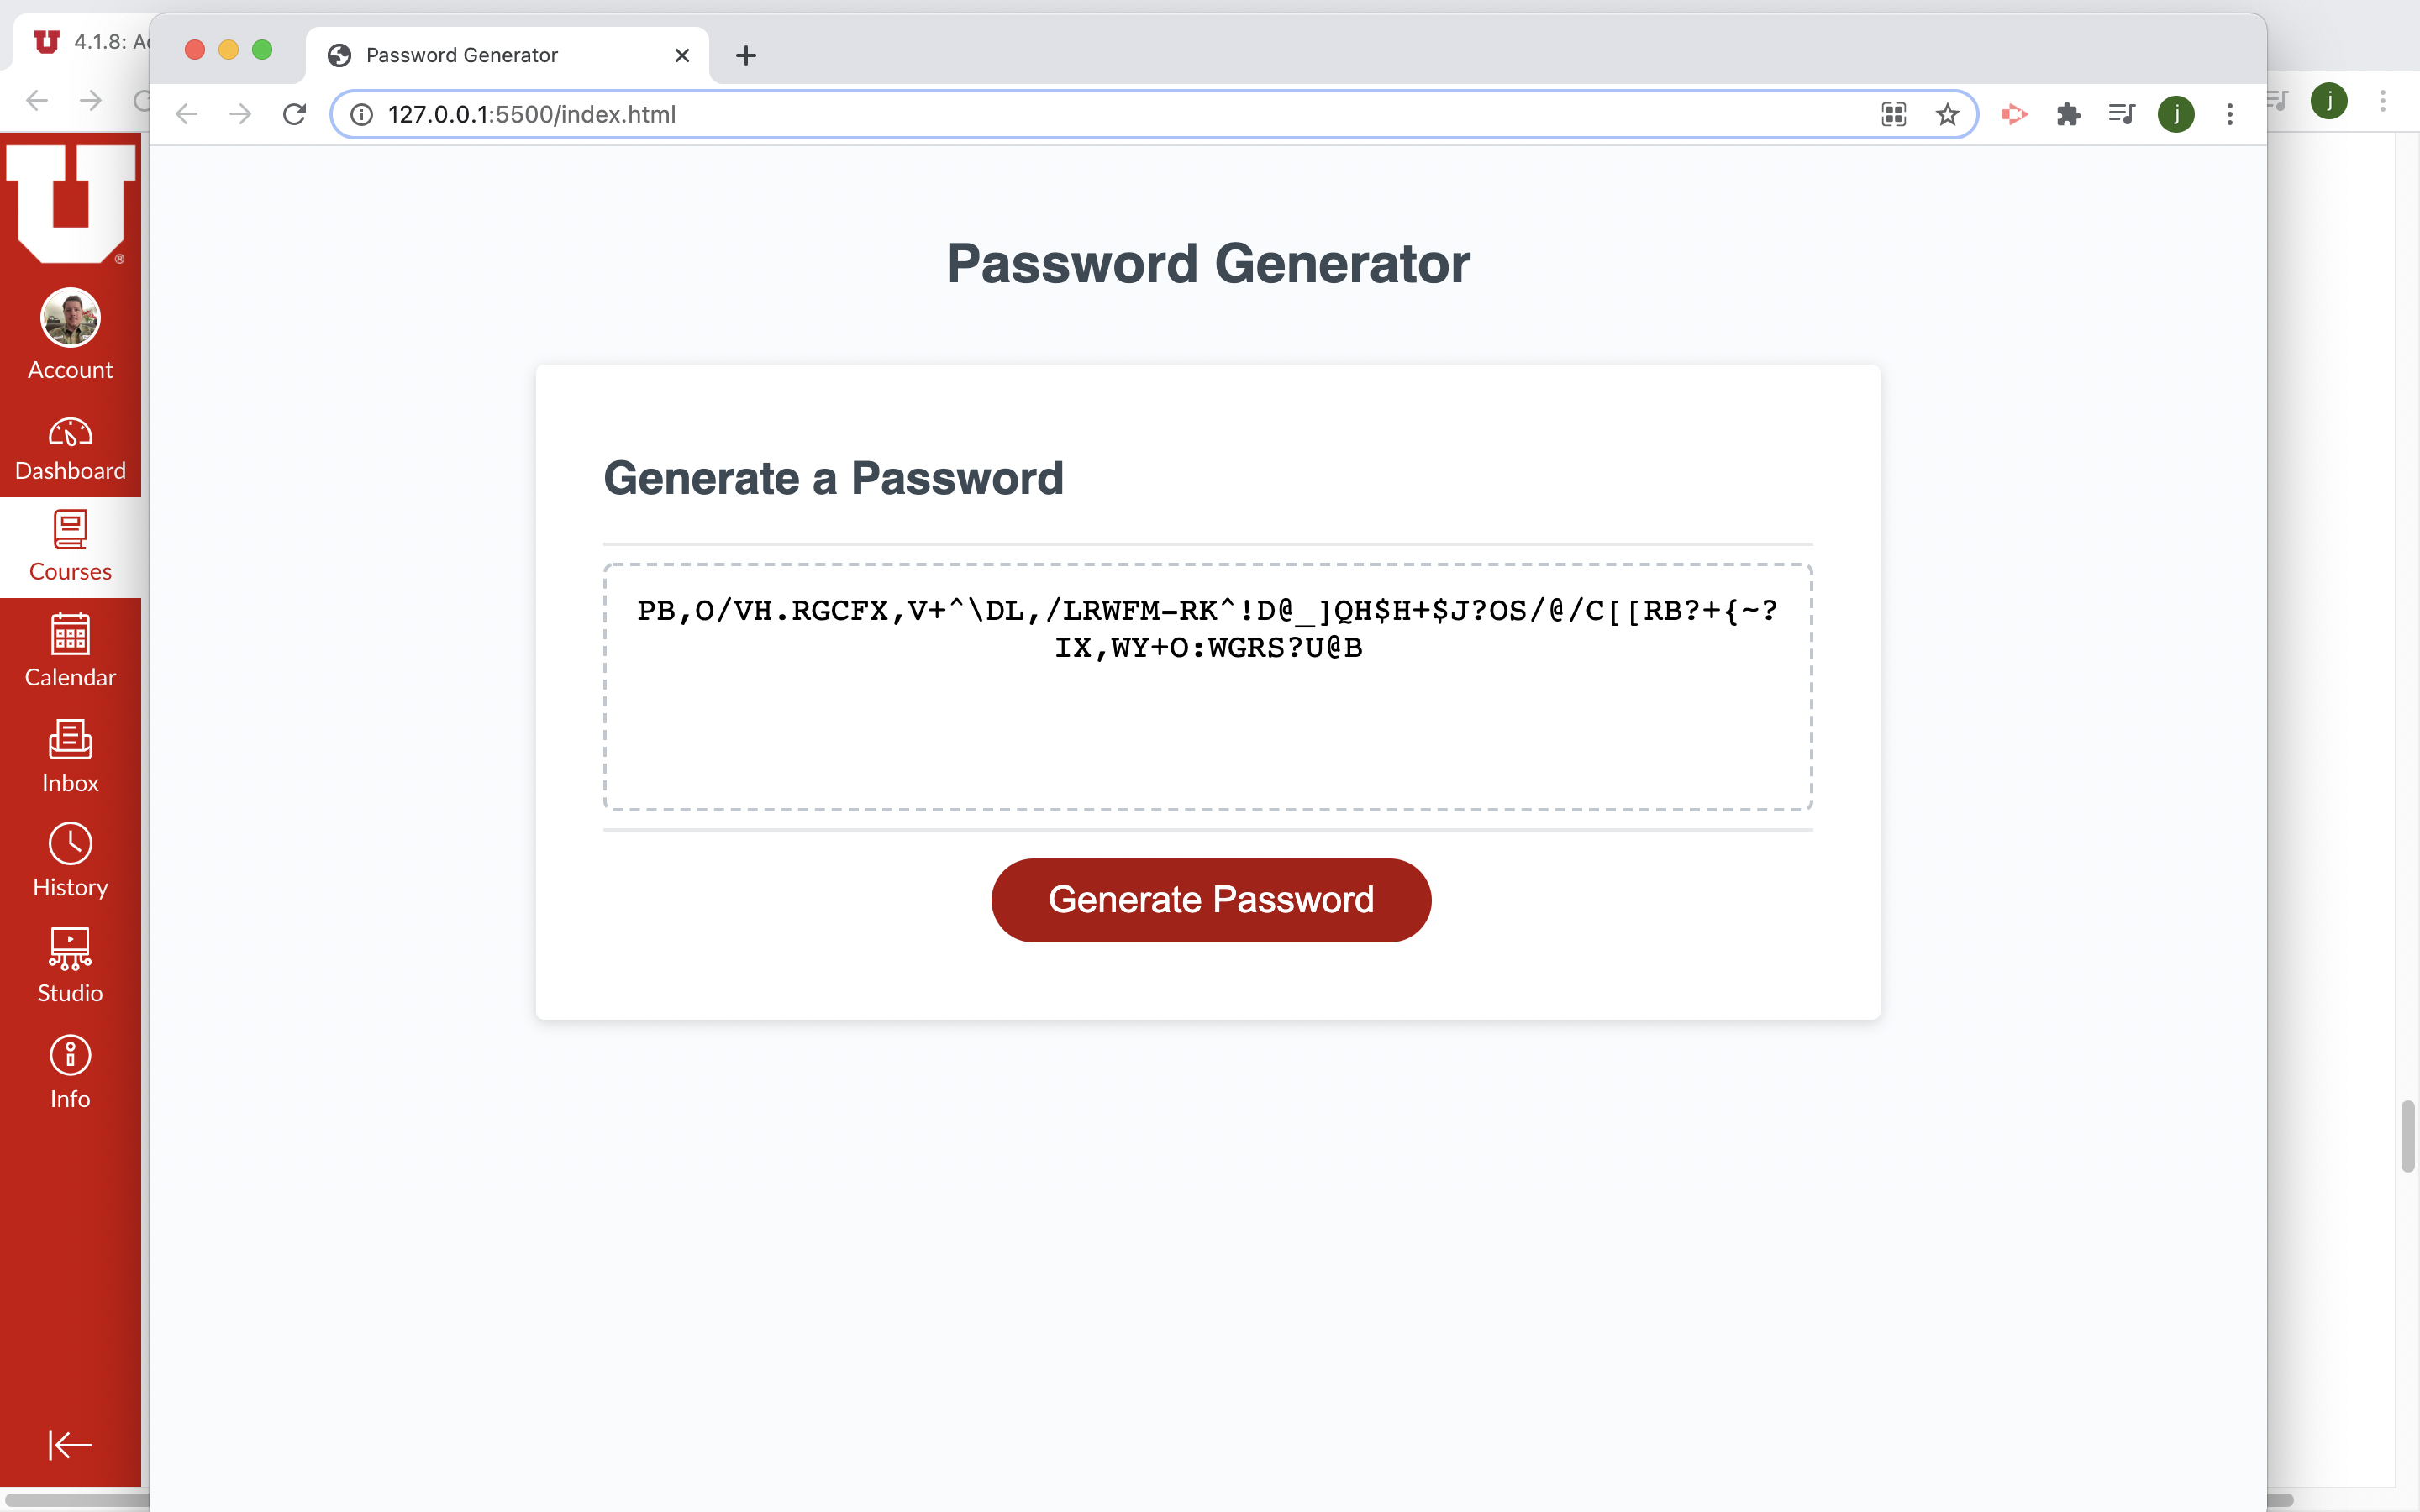 4.1.8: Ac
Password Generator
127.0.0.1:5500/index.html
j
j
U
®
Account
Dashboard
Courses
Calendar
Inbox
History
Studio
Info
Password Generator
Generate a Password
PB,O/VH.RGCFX,V+^\DL,/LRWFM-RK^!D@_]QH$H+$J?OS/@/C[[RB?+{~?
IX,WY+O:WGRS?U@B
Generate Password